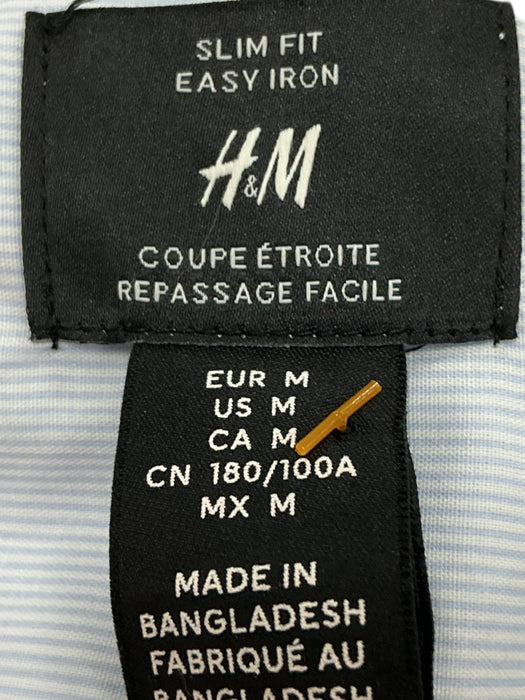 SLIM FIT
EASY IRON
H&M
COUPE ÉTROITE
REPASSAGE FACILE
EUR M
US M
CA M
CN 180/100A
MX M
MADE IN
BANGLADESH
FABRIQUÉ AU
BANGLADESH